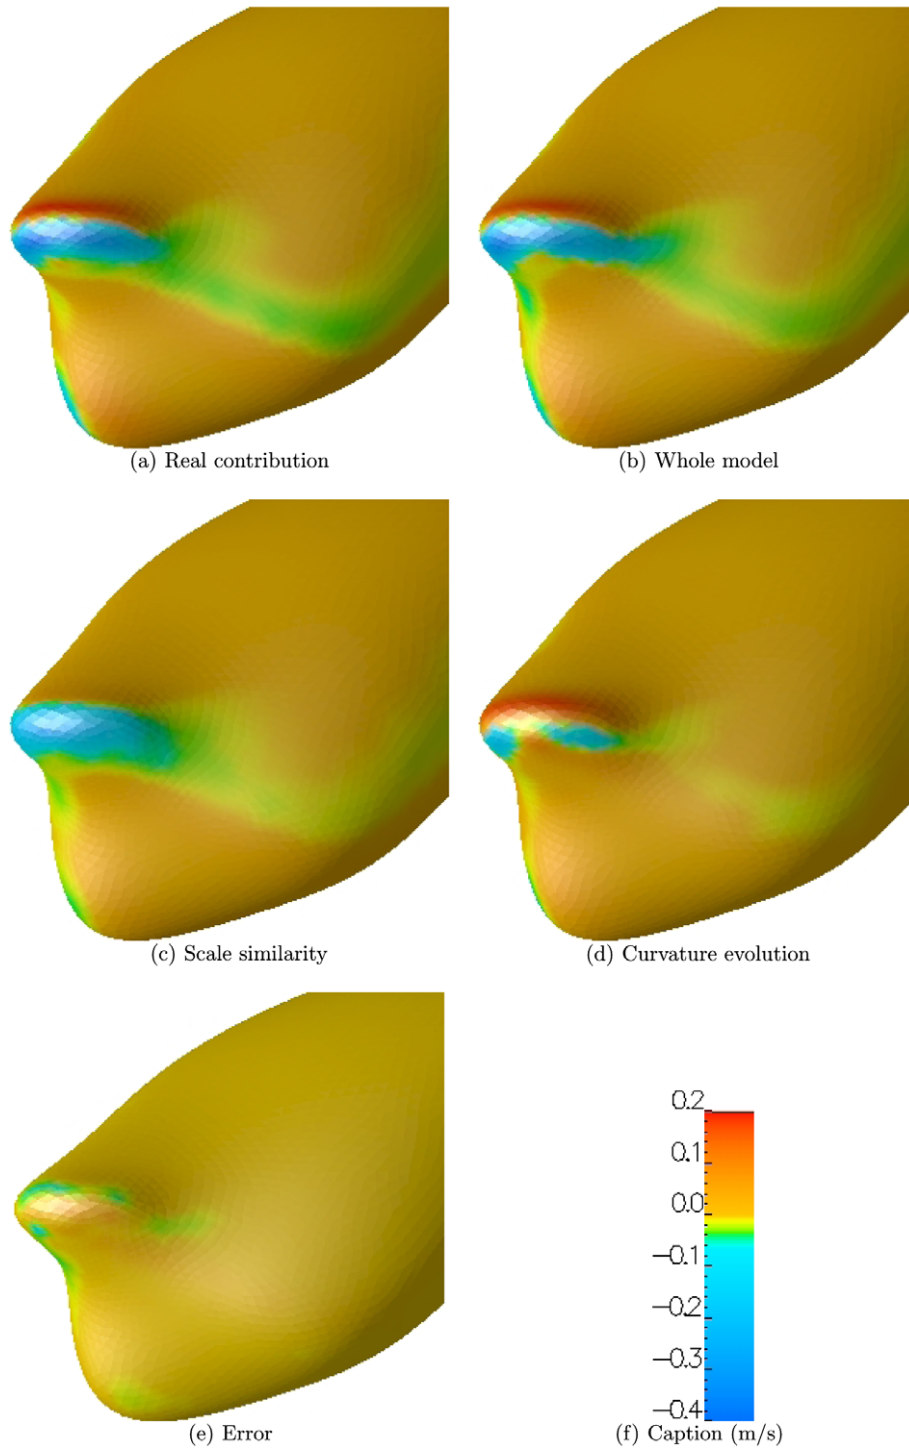 (a) Real contribution
(b) Whole model
(c) Scale similarity
(d) Curvature evolution
0.2
0.1
0.0
−0.1
−0.2
−0.3
−0.4
(e) Error
(f) Caption (m/s)